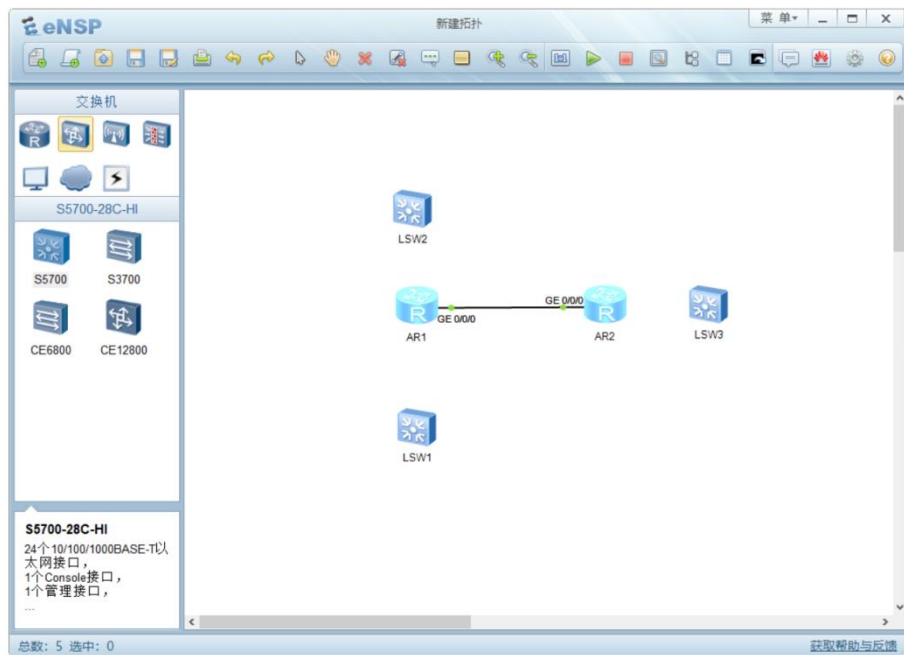 eNSP
新建拓扑
菜 单
交换机
R
S5700-28C-HI
S5700
S3700
CE6800
CE12800
S5700-28C-HI
24个10/100/1000BASE-T以
太网接口，
1个Console接口，
1个管理接口，
...
LSW2
R
GE 0/0/0
AR1
GE 0/0/0
R
AR2
LSW3
LSW1
总数: 5 选中: 0
获取帮助与反馈